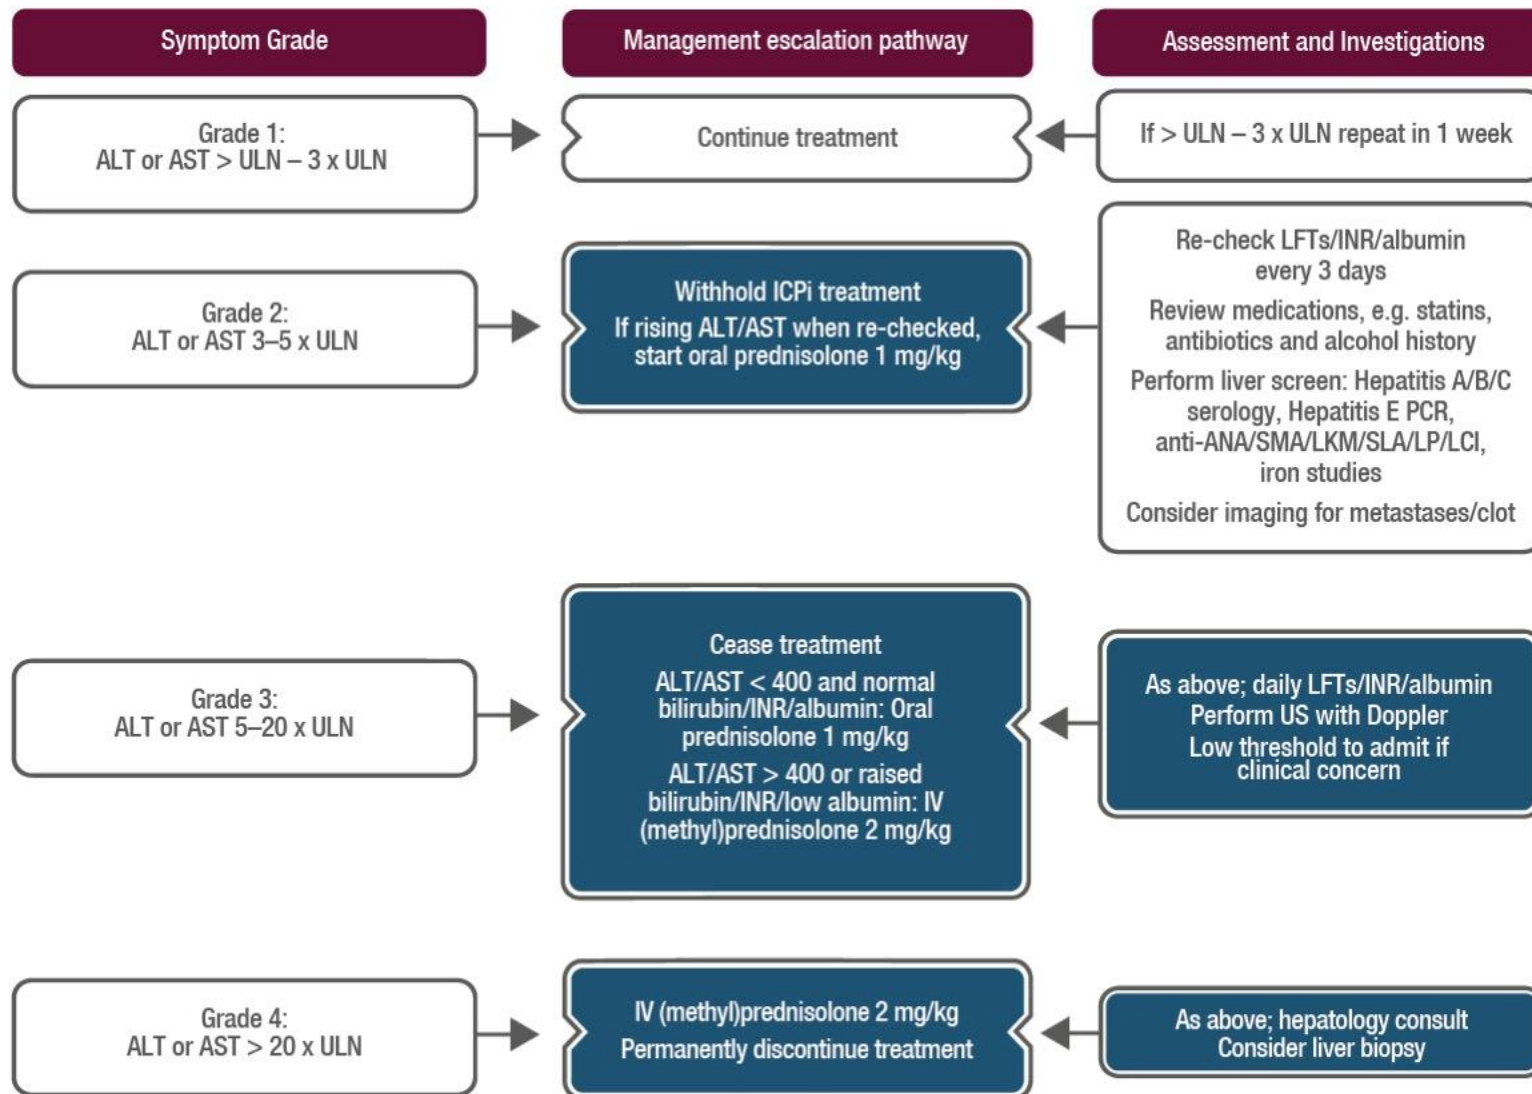 Symptom Grade
Management escalation pathway
Assessment and Investigations
Grade 1:
ALT or AST > ULN – 3 x ULN
Continue treatment
If > ULN – 3 x ULN repeat in 1 week
Grade 2:
ALT or AST 3–5 x ULN
Withhold ICPi treatment
If rising ALT/AST when re-checked,
start oral prednisolone 1 mg/kg
Re-check LFTs/INR/albumin
every 3 days
Review medications, e.g. statins,
antibiotics and alcohol history
Perform liver screen: Hepatitis A/B/C
serology, Hepatitis E PCR,
anti-ANA/SMA/LKM/SLA/LP/LCI,
iron studies
Consider imaging for metastases/clot
Grade 3:
ALT or AST 5–20 x ULN
Cease treatment
ALT/AST < 400 and normal
bilirubin/INR/albumin: Oral
prednisolone 1 mg/kg
ALT/AST > 400 or raised
bilirubin/INR/low albumin: IV
(methyl)prednisolone 2 mg/kg
As above; daily LFTs/INR/albumin
Perform US with Doppler
Low threshold to admit if
clinical concern
Grade 4:
ALT or AST > 20 x ULN
IV (methyl)prednisolone 2 mg/kg
Permanently discontinue treatment
As above; hepatology consult
Consider liver biopsy